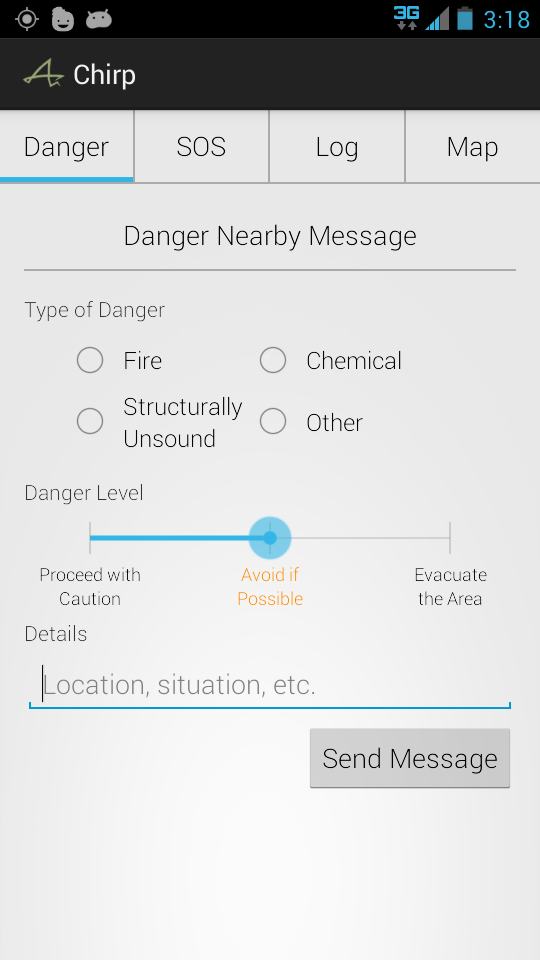 3G 3:18
Chirp
Danger SOS Log Map
Danger Nearby Message
Type of Danger
Fire Chemical
Structurally
Unsound
Other
Danger Level
Proceed with
Caution
Avoid if
Possible
Evacuate
the Area
Details
Location, situation, etc.
Send Message